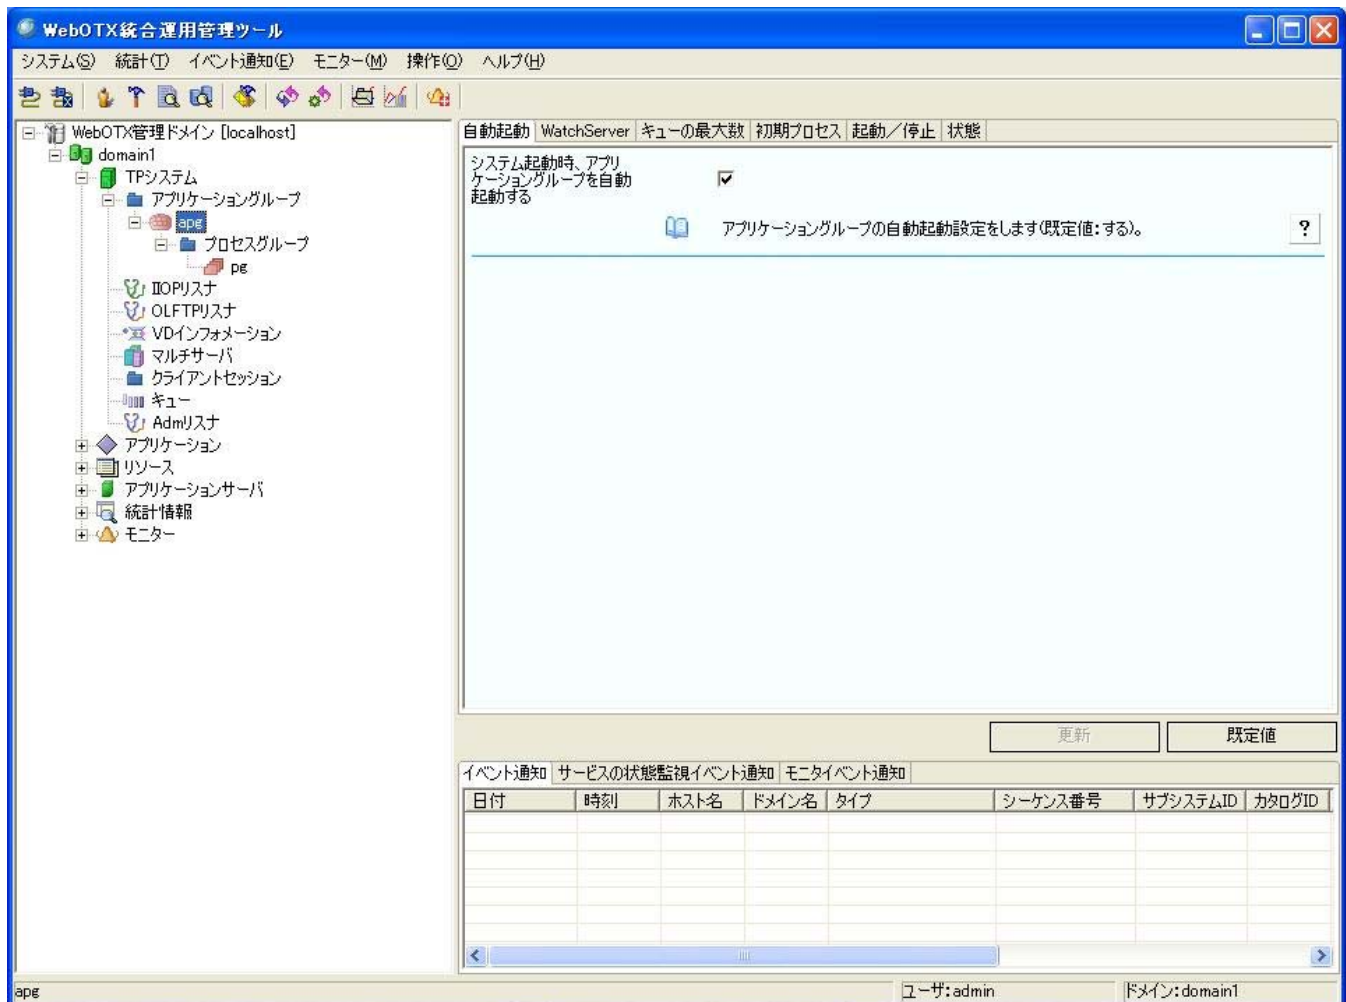 WebOTX統合運用管理ツール
システム(S) 統計(T) イベント通知(E) モニター(M) 操作(O) ヘルプ(H)
WebOTX管理ドメイン [localhost]
domain1
TPシステム
アプリケーショングループ
apg
プロセスグループ
pg
IIOPリスナ
OLFTPリスナ
VDインフォメーション
マルチサーバ
クライアントセッション
キュー
Admリスナ
アプリケーション
リソース
アプリケーションサーバ
統計情報
モニター
自動起動 WatchServer キューの最大数 初期プロセス 起動／停止 状態
システム起動時、アプリ
ケーショングループを自動
起動する
アプリケーショングループの自動起動設定をします(既定値：する)。 ?
更新 既定値
イベント通知 サービスの状態監視イベント通知 モニタイベント通知
日付 時刻 ホスト名 ドメイン名 タイプ シーケンス番号 サブシステムID カタログID
apg ユーザ：admin ドメイン：domain1